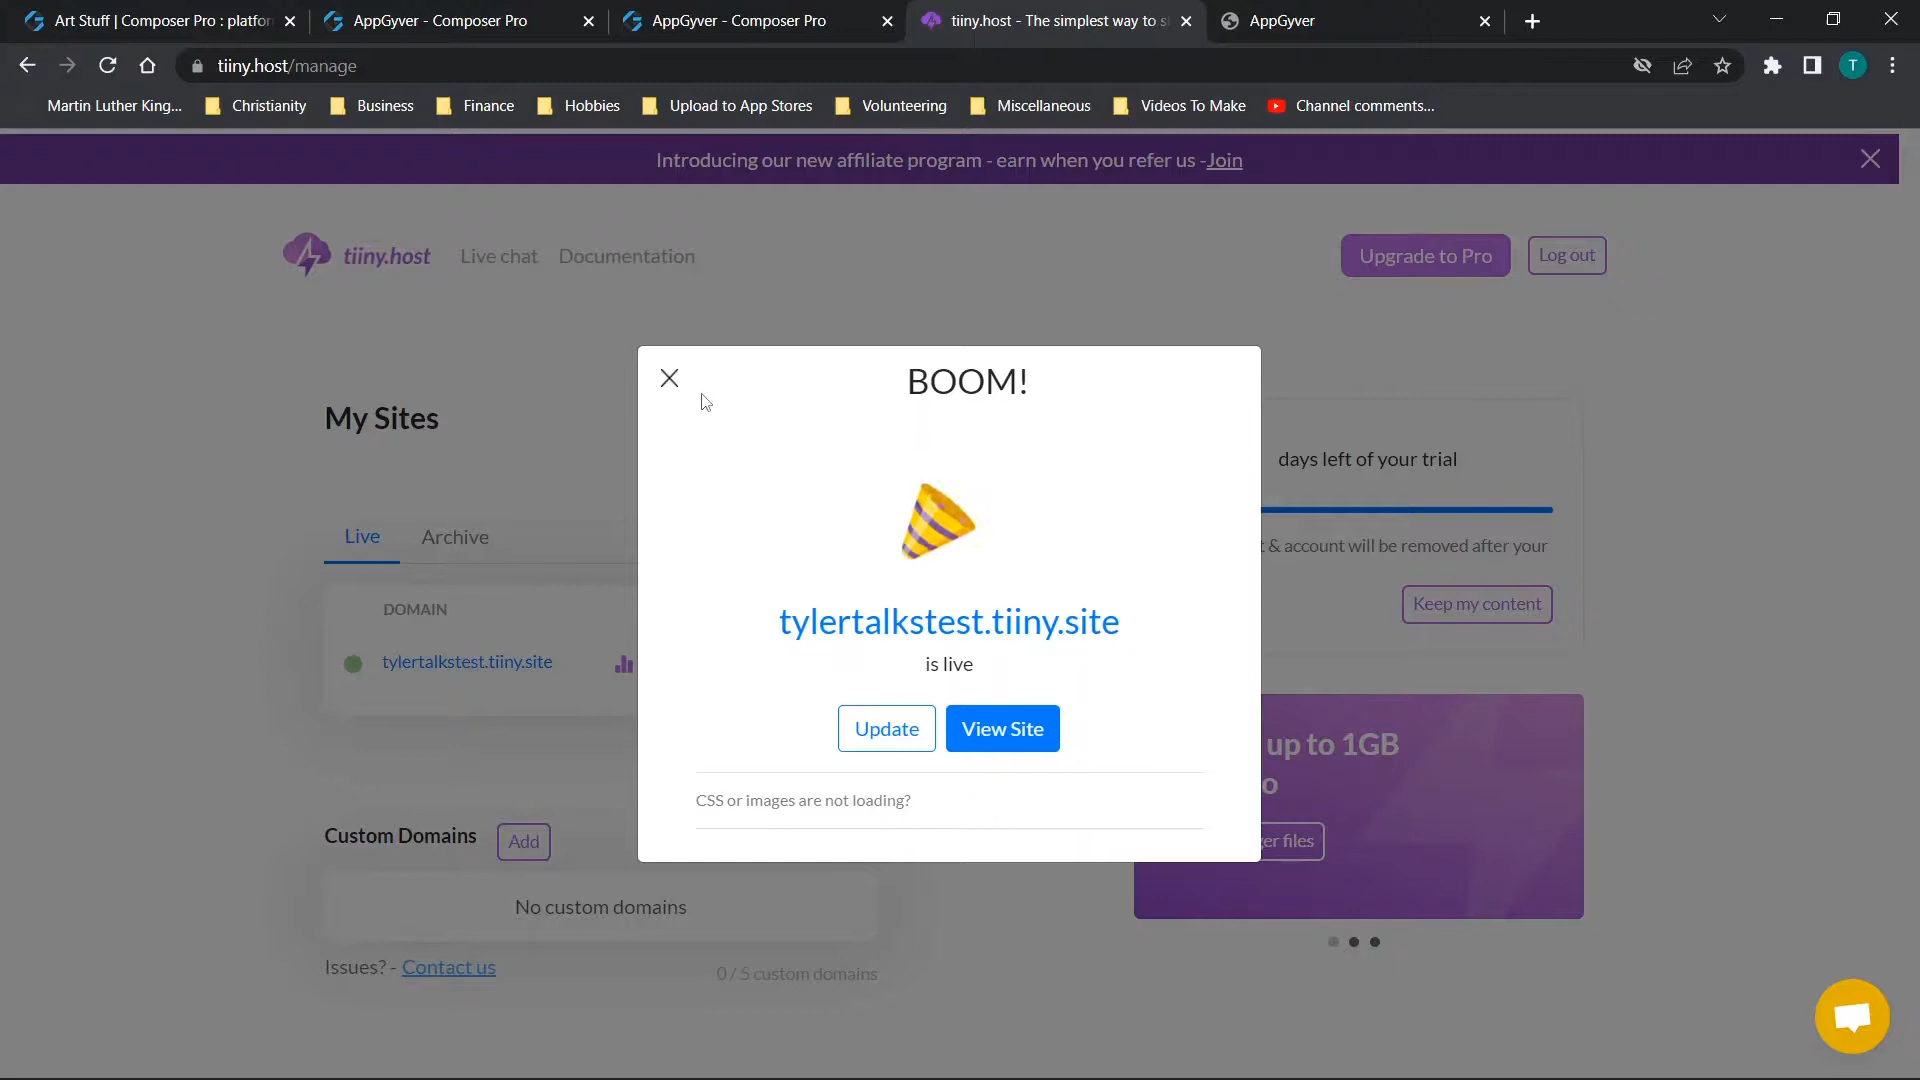 Art Stuff | Composer Pro : platfor
AppGyver - Composer Pro
AppGyver - Composer Pro
tiiny.host - The simplest way to s
AppGyver
tiiny.host/manage
T
Martin Luther King...
Christianity
Business
Finance
Hobbies
Upload to App Stores
Volunteering
Miscellaneous
Videos To Make
Channel comments...
Introducing our new affiliate program - earn when you refer us -Join
tiiny.host
Live chat
Documentation
Upgrade to Pro
Log out
BOOM!
My Sites
days left of your trial
Live
Archive
t & account will be removed after your
Keep my content
DOMAIN
tylertalkstest.tiiny.site
tylertalkstest.tiiny.site
is live
Update
View Site
up to 1GB
o
CSS or images are not loading?
Custom Domains
Add
ger files
No custom domains
Issues? - Contact us
0 / 5 custom domains